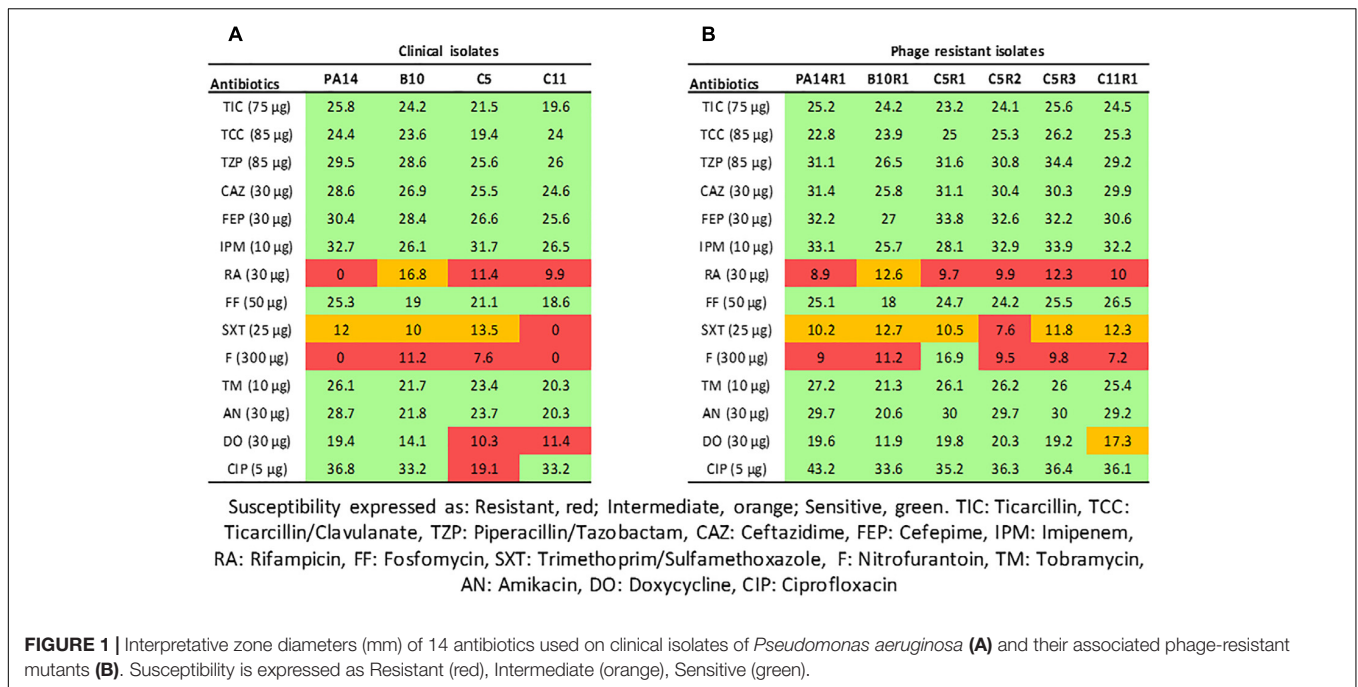 A
Clinical isolates
Antibiotics PA14 B10 C5 C11
TIC (75 µg) 25.8 24.2 21.5 19.6
TCC (85 µg) 24.4 23.6 19.4 24
TZP (85 µg) 29.5 28.6 25.6 26
CAZ (30 µg) 28.6 26.9 25.5 24.6
FEP (30 µg) 30.4 28.4 26.6 25.6
IPM (10 µg) 32.7 26.1 31.7 26.5
RA (30 µg) 0 16.8 11.4 9.9
FF (50 µg) 25.3 19 21.1 18.6
SXT (25 µg) 12 10 13.5 0
F (300 µg) 0 11.2 7.6 0
TM (10 µg) 26.1 21.7 23.4 20.3
AN (30 µg) 28.7 21.8 23.7 20.3
DO (30 µg) 19.4 14.1 10.3 11.4
CIP (5 µg) 36.8 33.2 19.1 33.2
B
Phage resistant isolates
Antibiotics PA14R1 B10R1 C5R1 C5R2 C5R3 C11R1
TIC (75 µg) 25.2 24.2 23.2 24.1 25.6 24.5
TCC (85 µg) 22.8 23.9 25 25.3 26.2 25.3
TZP (85 µg) 31.1 26.5 31.6 30.8 34.4 29.2
CAZ (30 µg) 31.4 25.8 31.1 30.4 30.3 29.9
FEP (30 µg) 32.2 27 33.8 32.6 32.2 30.6
IPM (10 µg) 33.1 25.7 28.1 32.9 33.9 32.2
RA (30 µg) 8.9 12.6 9.7 9.9 12.3 10
FF (50 µg) 25.1 18 24.7 24.2 25.5 26.5
SXT (25 µg) 10.2 12.7 10.5 7.6 11.8 12.3
F (300 µg) 9 11.2 16.9 9.5 9.8 7.2
TM (10 µg) 27.2 21.3 26.1 26.2 26 25.4
AN (30 µg) 29.7 20.6 30 29.7 30 29.2
DO (30 µg) 19.6 11.9 19.8 20.3 19.2 17.3
CIP (5 µg) 43.2 33.6 35.2 36.3 36.4 36.1
Susceptibility expressed as: Resistant, red; Intermediate, orange; Sensitive, green. TIC: Ticarcillin, TCC:
Ticarcillin/Clavulanate, TZP: Piperacillin/Tazobactam, CAZ: Ceftazidime, FEP: Cefepime, IPM: Imipenem,
RA: Rifampicin, FF: Fosfomycin, SXT: Trimethoprim/Sulfamethoxazole, F: Nitrofurantoin, TM: Tobramycin,
AN: Amikacin, DO: Doxycycline, CIP: Ciprofloxacin
FIGURE 1 | Interpretative zone diameters (mm) of 14 antibiotics used on clinical isolates of Pseudomonas aeruginosa (A) and their associated phage-resistant
mutants (B). Susceptibility is expressed as Resistant (red), Intermediate (orange), Sensitive (green).